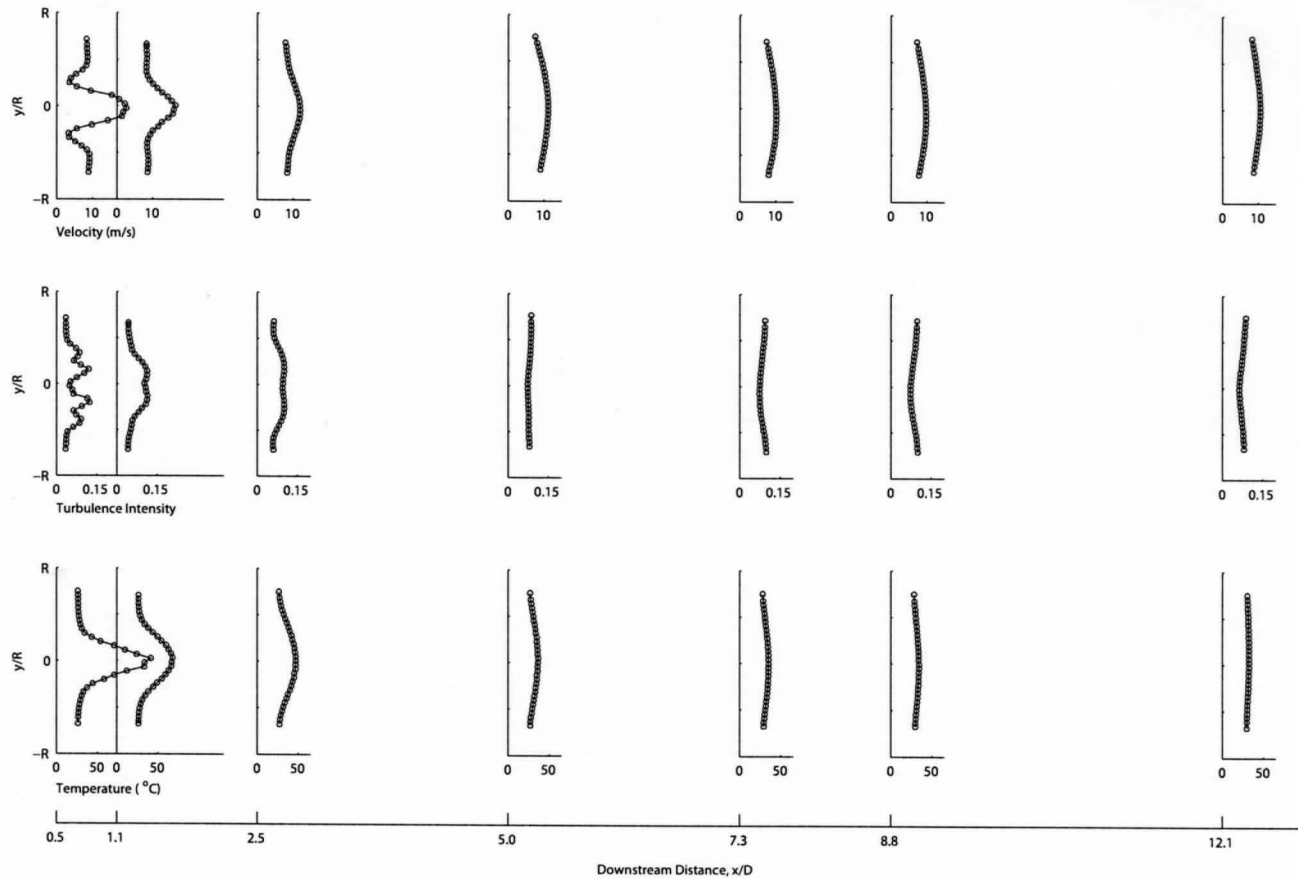 R
y/R 0
−R
0 10 0 10 0 10 0 10 0 10 0 10 0 10
Velocity (m/s)
R
y/R 0
−R
0 0.15 0 0.15 0 0.15 0 0.15 0 0.15 0 0.15 0 0.15
Turbulence Intensity
R
y/R 0
−R
0 50 0 50 0 50 0 50 0 50 0 50 0 50
Temperature ( °C)
0.5 1.1 2.5 5.0 7.3 8.8 12.1
Downstream Distance, x/D